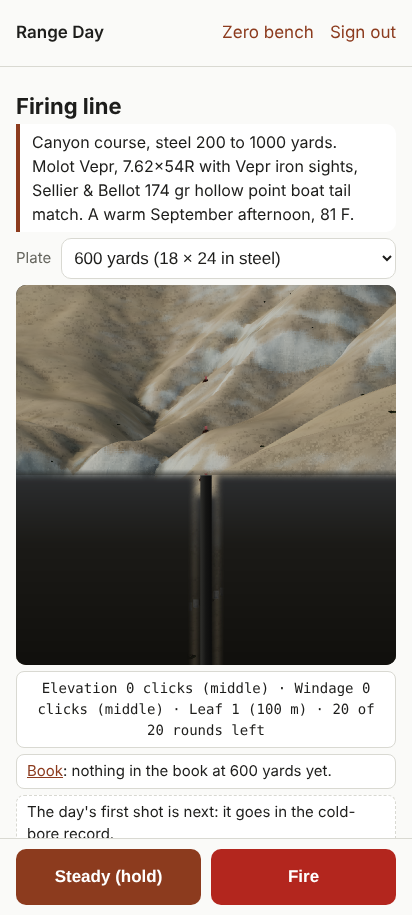 Range Day
Zero bench
Sign out
Firing line
Canyon course, steel 200 to 1000 yards.
Molot Vepr, 7.62×54R with Vepr iron sights,
Sellier & Bellot 174 gr hollow point boat tail
match. A warm September afternoon, 81 F.
Plate
600 yards (18 × 24 in steel)
Elevation 0 clicks (middle) · Windage 0
clicks (middle) · Leaf 1 (100 m) · 20 of
20 rounds left
Book: nothing in the book at 600 yards yet.
The day's first shot is next: it goes in the cold-
bore record.
Steady (hold)
Fire